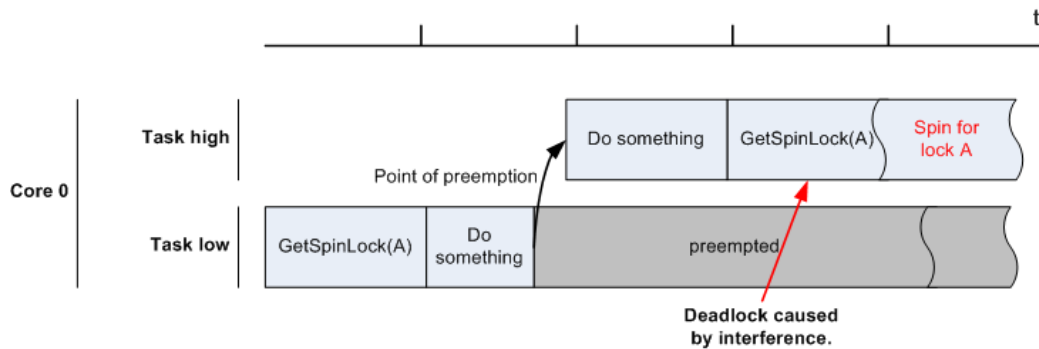 t
Task high
Do something
GetSpinLock(A)
Spin for
lock A
Point of preemption
Core 0
Task low
GetSpinLock(A)
Do
something
preempted
Deadlock caused
by interference.